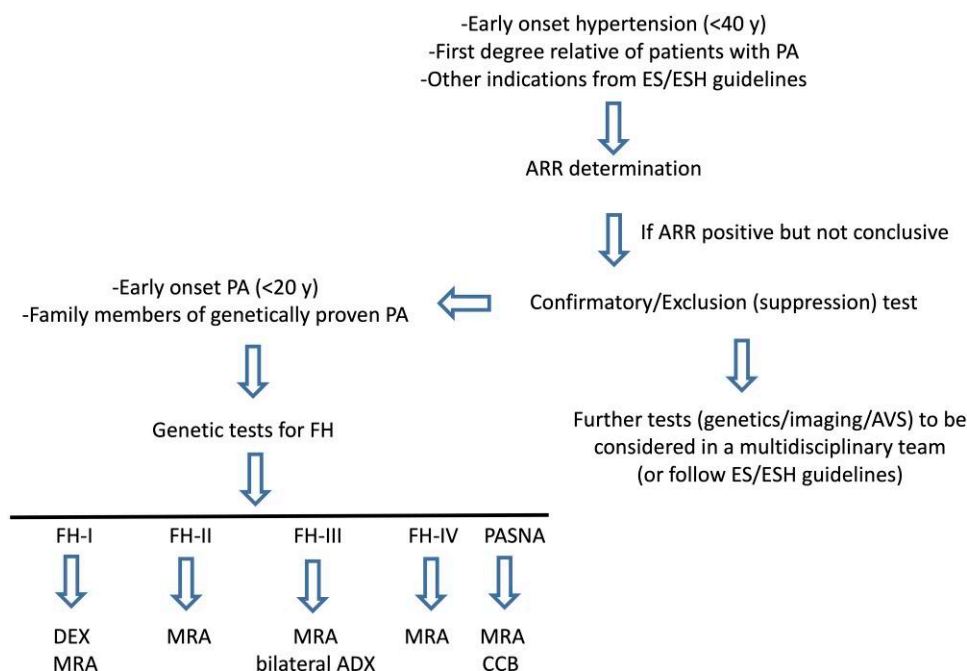 -Early onset hypertension (<40 y)
-First degree relative of patients with PA
-Other indications from ES/ESH guidelines
ARR determination
If ARR positive but not conclusive
Confirmatory/Exclusion (suppression) test
-Early onset PA (<20 y)
-Family members of genetically proven PA
Genetic tests for FH
Further tests (genetics/imaging/AVS) to be
considered in a multidisciplinary team
(or follow ES/ESH guidelines)
FH-I FH-II FH-III FH-IV PASNA
DEX MRA MRA MRA MRA
MRA bilateral ADX CCB